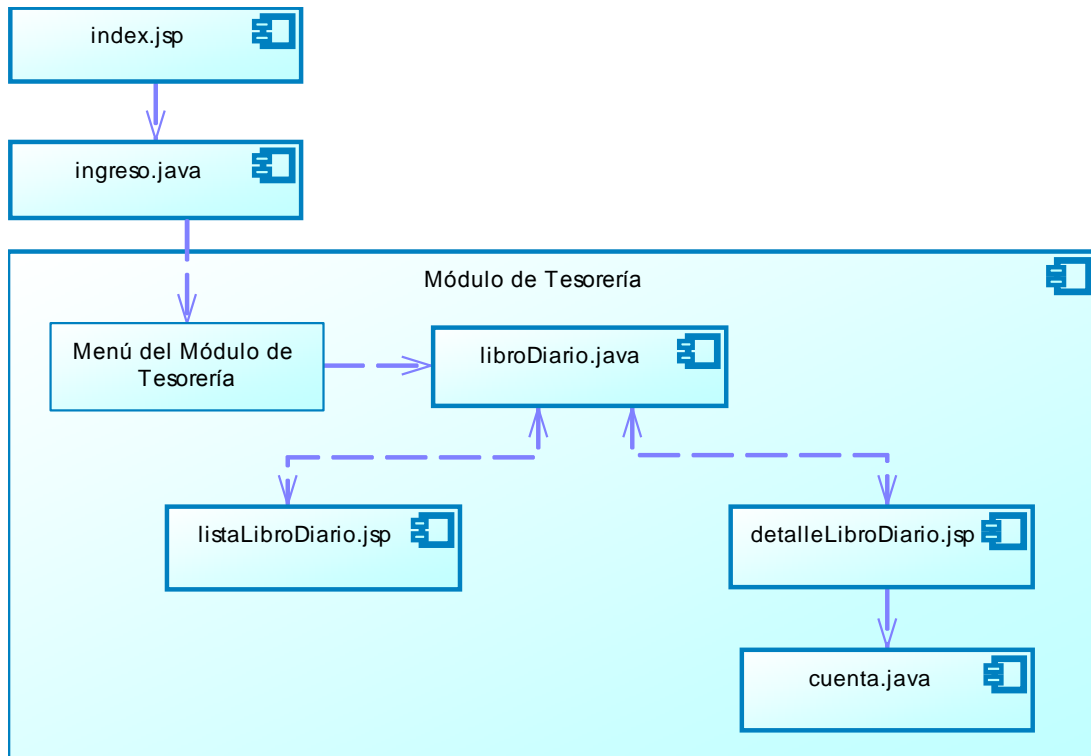 index.jsp
ingreso.java
Módulo de Tesorería
Menú del Módulo de
Tesorería
libroDiario.java
listaLibroDiario.jsp
detalleLibroDiario.jsp
cuenta.java